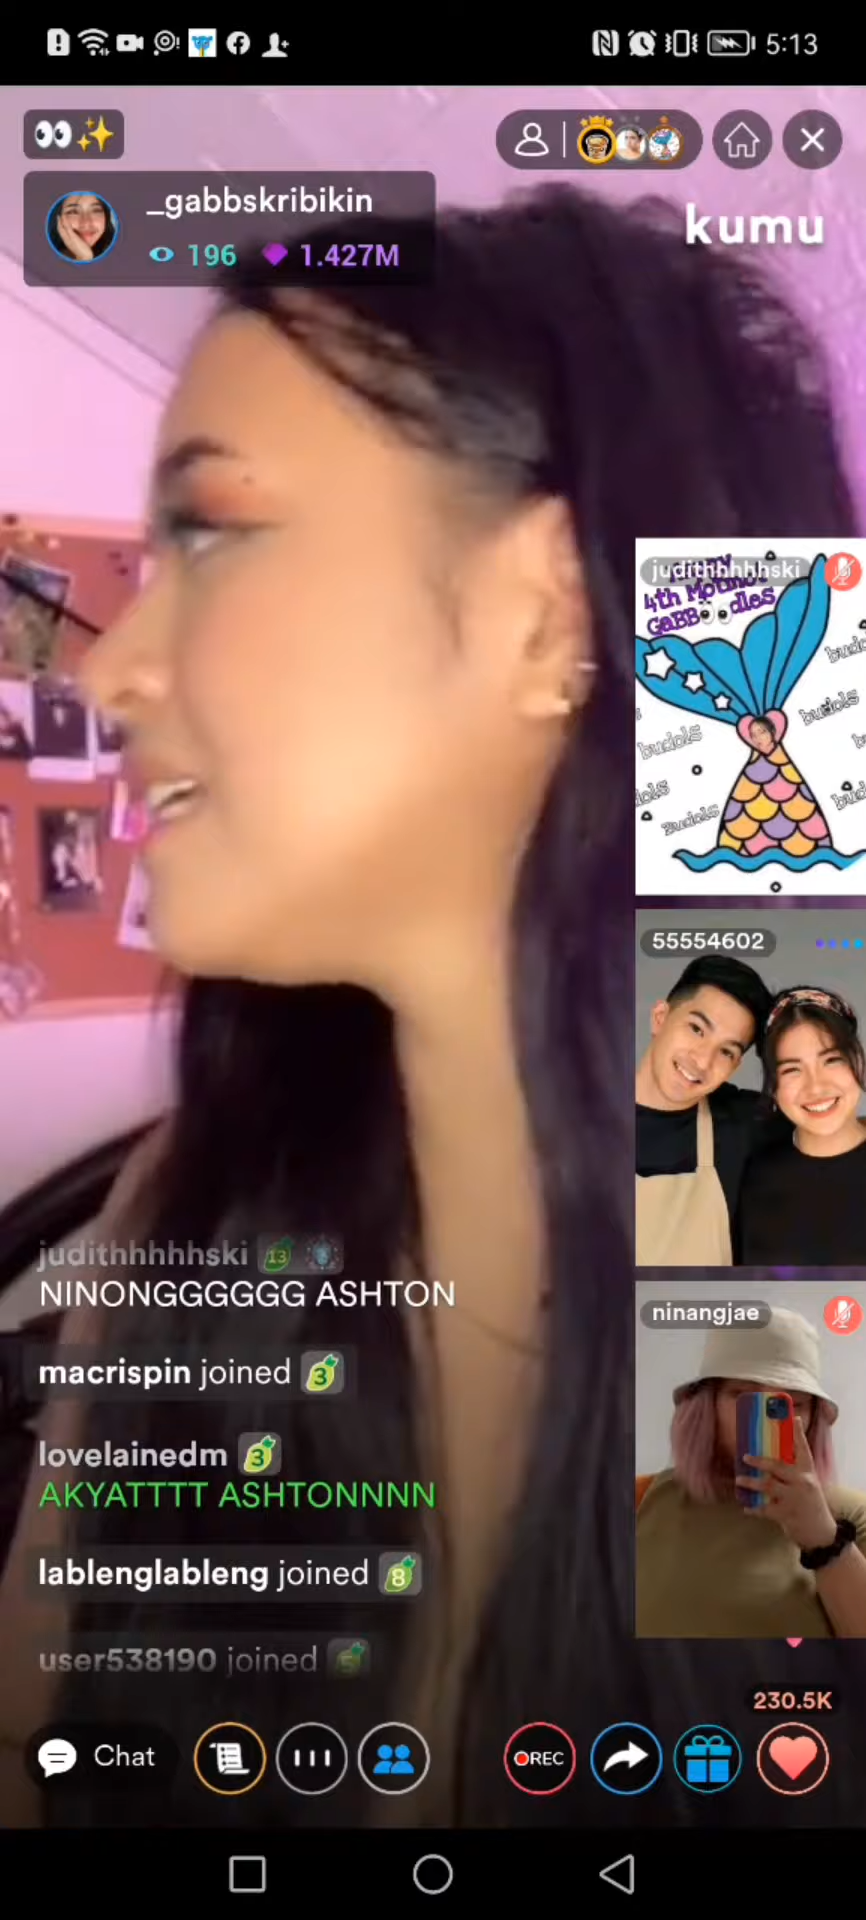 5:13
_gabbskribikin
196 1.427M
kumu
judithhhhhski
4th
GaBB dles
budols
budols
budols
55554602
ninangjae
judithhhhhski 13
NINONGGGGGG ASHTON
macrispin joined 3
lovelainedm 3
AKYATTTT ASHTONNNN
lablenglableng joined 8
user538190 joined 5
230.5K
Chat
REC